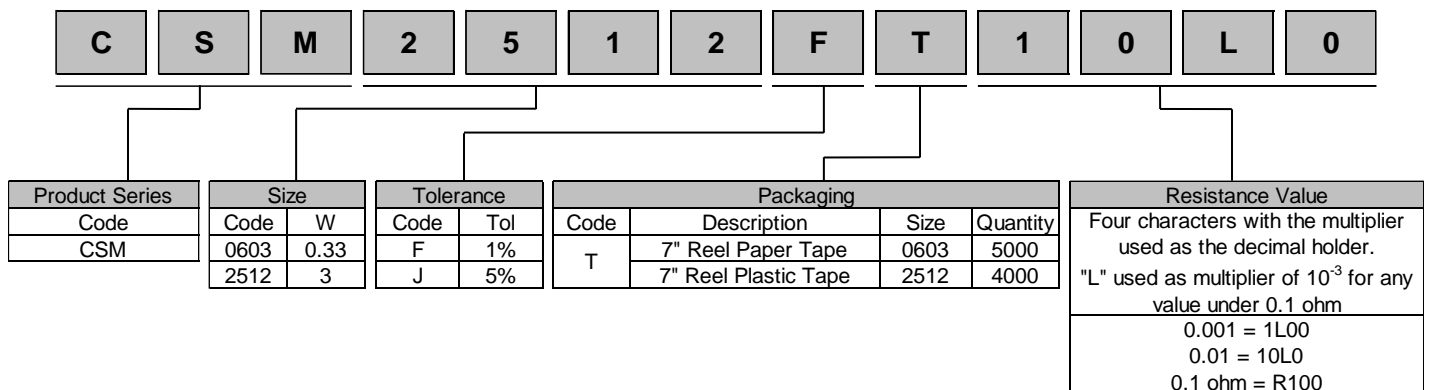 C S M 2 5 1 2 F T 1 0 L 0
Product Series
Code
CSM
Size
Code W
0603 0.33
2512 3
Tolerance
Code Tol
F 1%
J 5%
Packaging
Code Description Size Quantity
T
7" Reel Paper Tape 0603 5000
7" Reel Plastic Tape 2512 4000
Resistance Value
Four characters with the multiplier
used as the decimal holder.
"L" used as multiplier of 10⁻³ for any
value under 0.1 ohm
0.001 = 1L00
0.01 = 10L0
0.1 ohm = R100